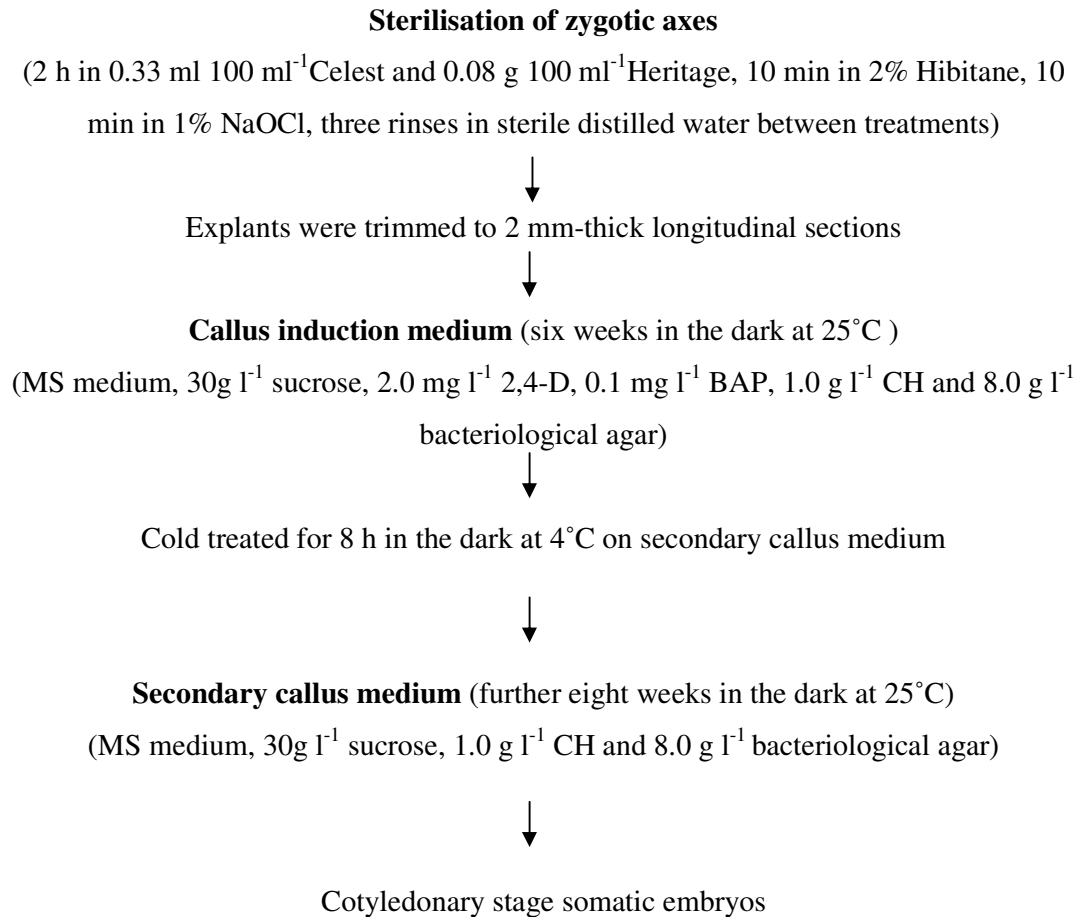 Sterilisation of zygotic axes
(2 h in 0.33 ml 100 ml⁻¹Celest and 0.08 g 100 ml⁻¹Heritage, 10 min in 2% Hibitane, 10
min in 1% NaOCl, three rinses in sterile distilled water between treatments)
Explants were trimmed to 2 mm-thick longitudinal sections
Callus induction medium (six weeks in the dark at 25˚C )
(MS medium, 30g l⁻¹ sucrose, 2.0 mg l⁻¹ 2,4-D, 0.1 mg l⁻¹ BAP, 1.0 g l⁻¹ CH and 8.0 g l⁻¹
bacteriological agar)
Cold treated for 8 h in the dark at 4˚C on secondary callus medium
Secondary callus medium (further eight weeks in the dark at 25˚C)
(MS medium, 30g l⁻¹ sucrose, 1.0 g l⁻¹ CH and 8.0 g l⁻¹ bacteriological agar)
Cotyledonary stage somatic embryos